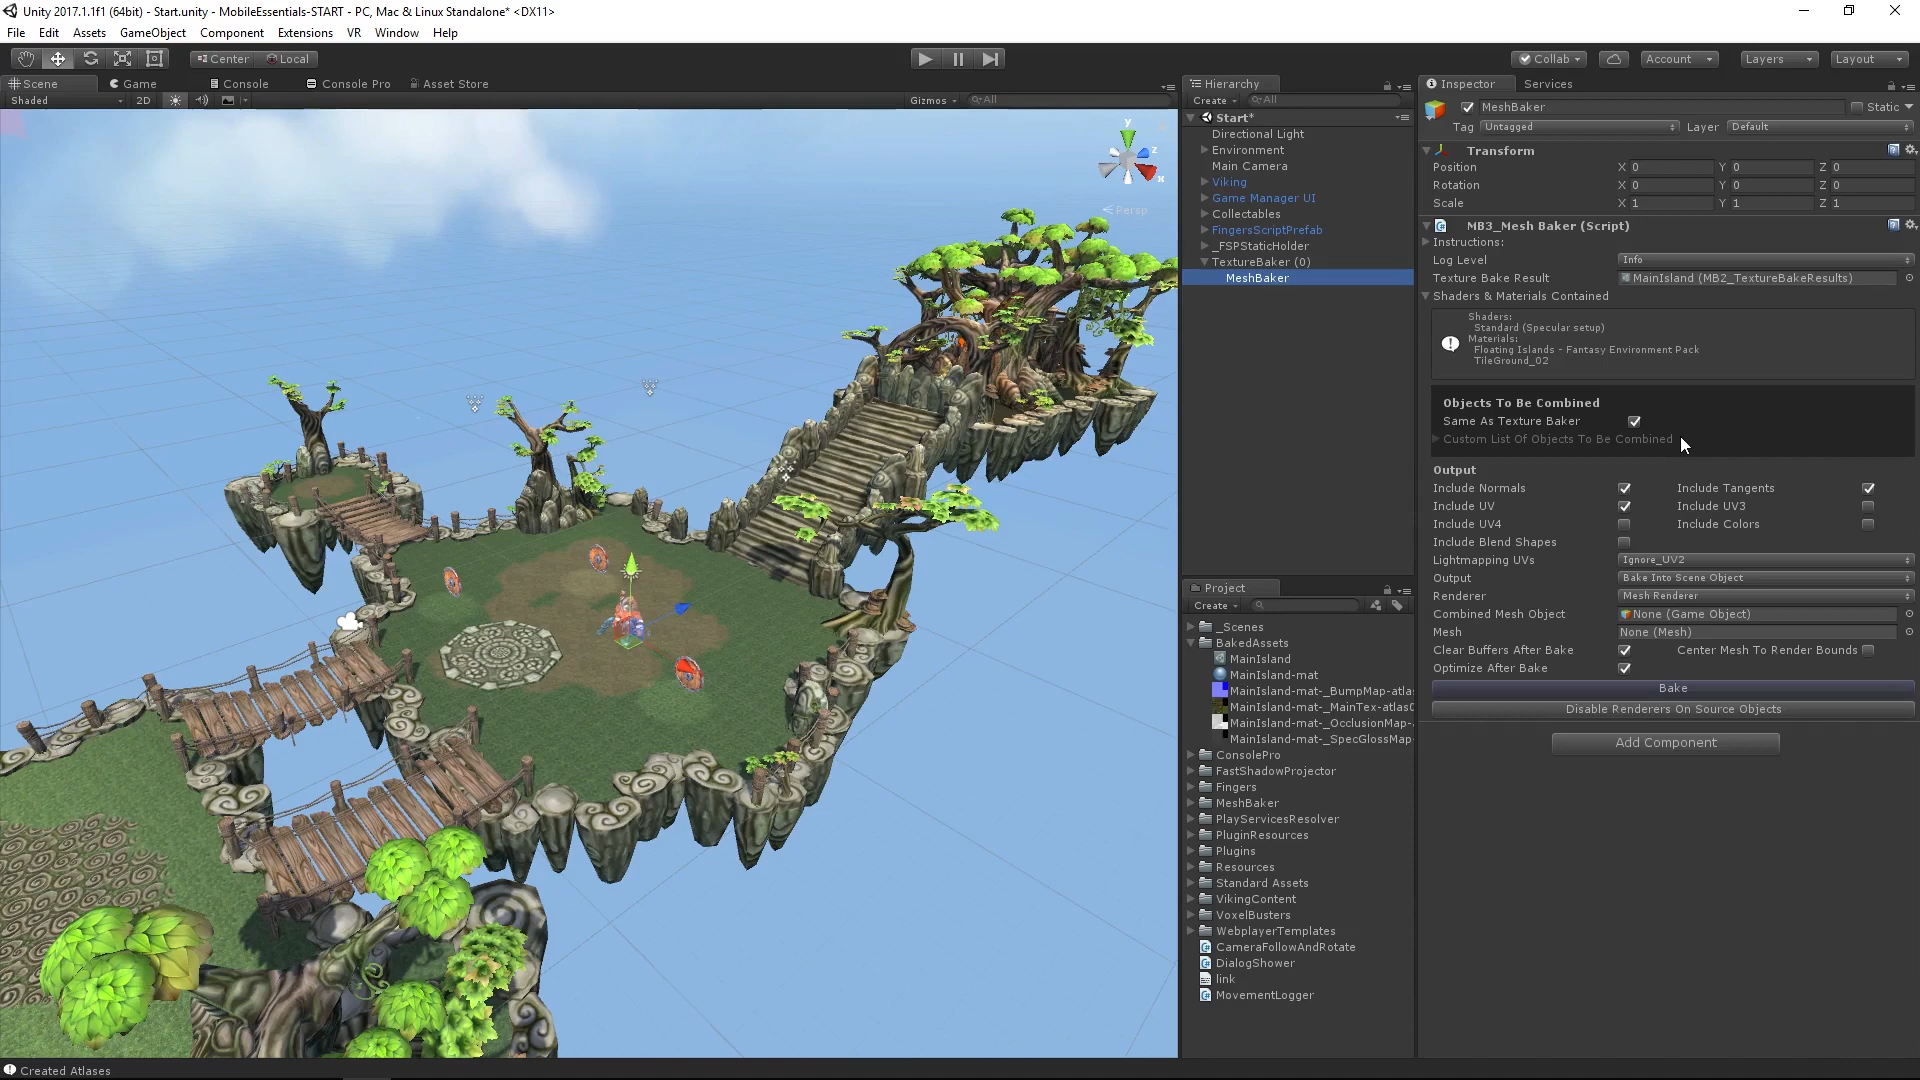 Unity 2017.1.1f1 (64bit) - Start.unity - MobileEssentials-START - PC, Mac & Linux Standalone* <DX11>
File Edit Assets GameObject Component Extensions VR Window Help
Center Local
Collab Account Layers Layout
Scene Game Console Console Pro Asset Store
Shaded 2D Gizmos All
y
z
x
Persp
Hierarchy
Create All
Start*
Directional Light
Environment
Main Camera
Viking
Game Manager UI
Collectables
FingersScriptPrefab
_FSPStaticHolder
TextureBaker (0)
MeshBaker
Project
Create
_Scenes
BakedAssets
MainIsland
MainIsland-mat
MainIsland-mat-_BumpMap-atlas
MainIsland-mat-_MainTex-atlas0
MainIsland-mat-_OcclusionMap-
MainIsland-mat-_SpecGlossMap-
ConsolePro
FastShadowProjector
Fingers
MeshBaker
PlayServicesResolver
PluginResources
Plugins
Resources
Standard Assets
VikingContent
VoxelBusters
WebplayerTemplates
CameraFollowAndRotate
DialogShower
link
MovementLogger
Inspector Services
MeshBaker Static
Tag Untagged Layer Default
Transform
Position X 0 Y 0 Z 0
Rotation X 0 Y 0 Z 0
Scale X 1 Y 1 Z 1
MB3_Mesh Baker (Script)
Instructions:
Log Level Info
Texture Bake Result MainIsland (MB2_TextureBakeResults)
Shaders & Materials Contained
Shaders:
Standard (Specular setup)
Materials:
Floating Islands - Fantasy Environment Pack
TileGround_02
Objects To Be Combined
Same As Texture Baker
Custom List Of Objects To Be Combined
Output
Include Normals Include Tangents
Include UV Include UV3
Include UV4 Include Colors
Include Blend Shapes
Lightmapping UVs Ignore_UV2
Output Bake Into Scene Object
Renderer Mesh Renderer
Combined Mesh Object None (Game Object)
Mesh None (Mesh)
Clear Buffers After Bake Center Mesh To Render Bounds
Optimize After Bake
Bake
Disable Renderers On Source Objects
Add Component
Created Atlases